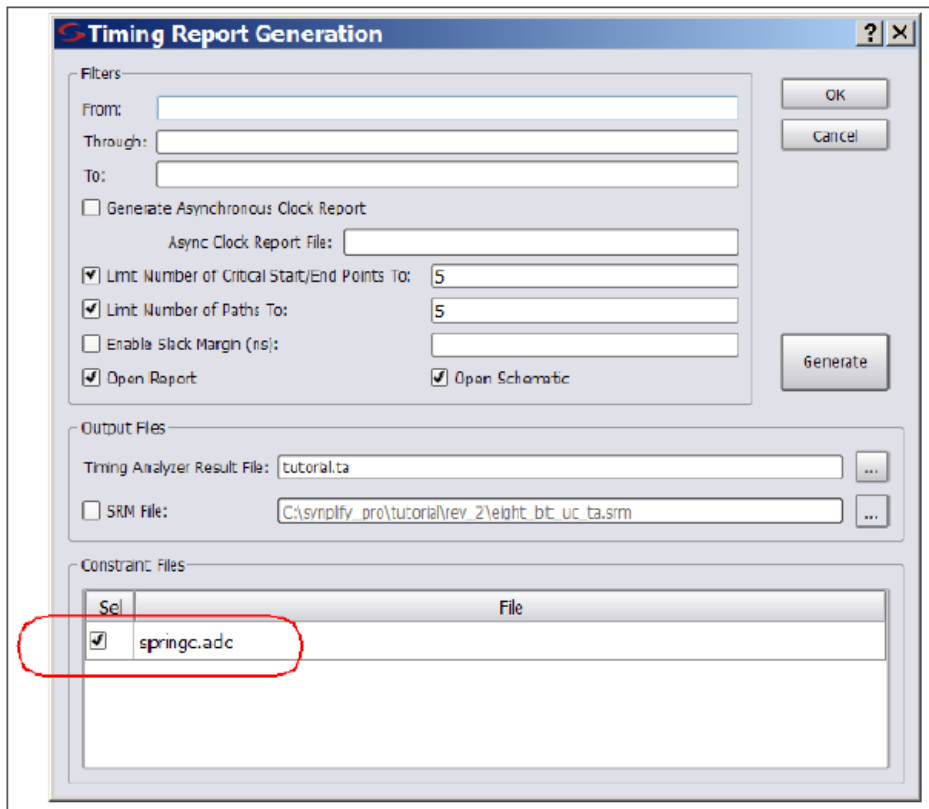 Timing Report Generation
Filters
From:
OK
Through:
Cancel
To:
Generate Asynchronous Clock Report
Async Clock Report File:
Limit Number of Critical Start/End Points To: 5
Limit Number of Paths To: 5
Enable Slack Margin (ns):
Generate
Open Report Open Schematic
Output Files
Timing Analyzer Result File: tutorial.ta ...
SRM File: C:\synplify_pro\tutorial\rev_2\eight_bit_uc_ta.srm ...
Constraint Files
Sel File
springc.adc